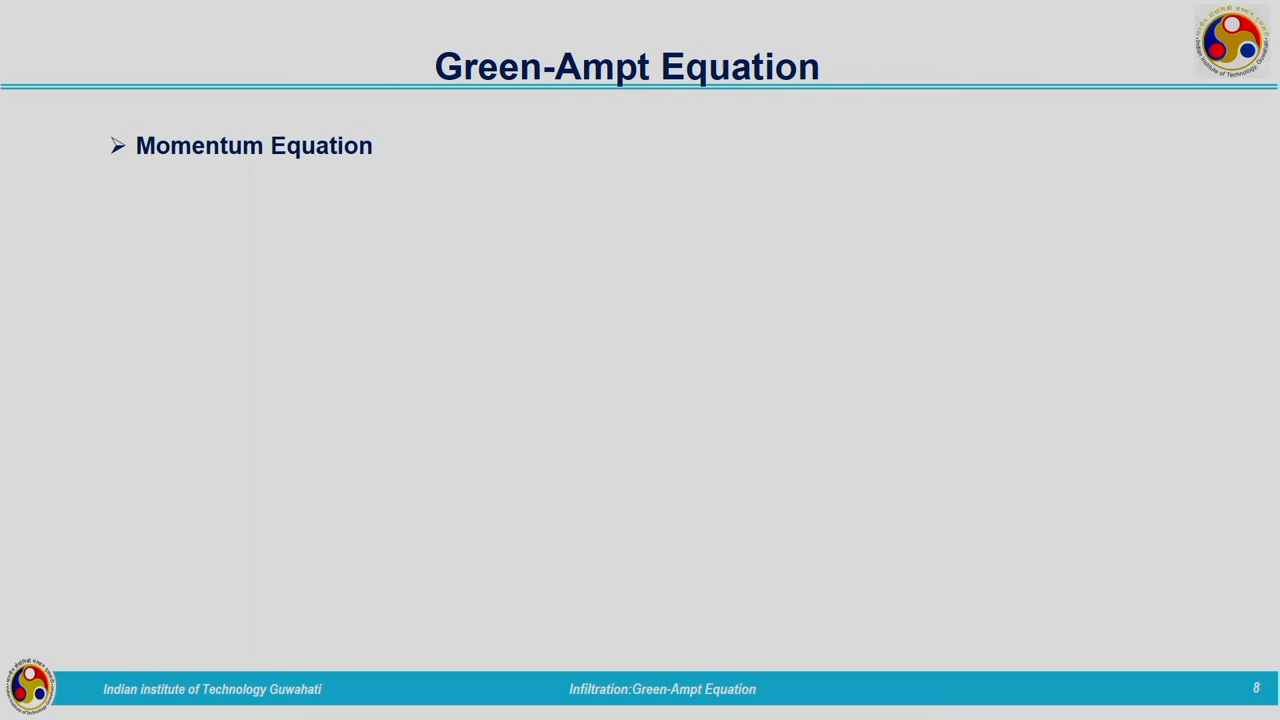 Green-Ampt Equation
➢ Momentum Equation
Indian institute of Technology Guwahati
Infiltration:Green-Ampt Equation
8